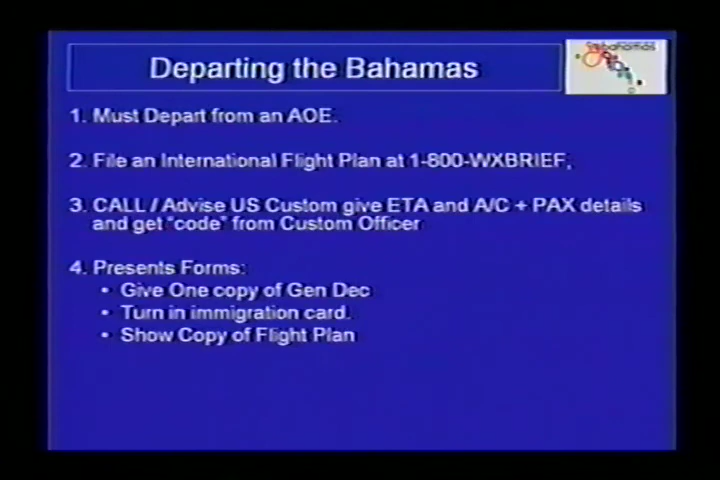 Departing the Bahamas
bahamas
1. Must Depart from an AOE.
2. File an International Flight Plan at 1-800-WXBRIEF,
3. CALL / Advise US Custom give ETA and A/C + PAX details
and get "code" from Custom Officer
4. Presents Forms:
• Give One copy of Gen Dec
• Turn in immigration card.
• Show Copy of Flight Plan